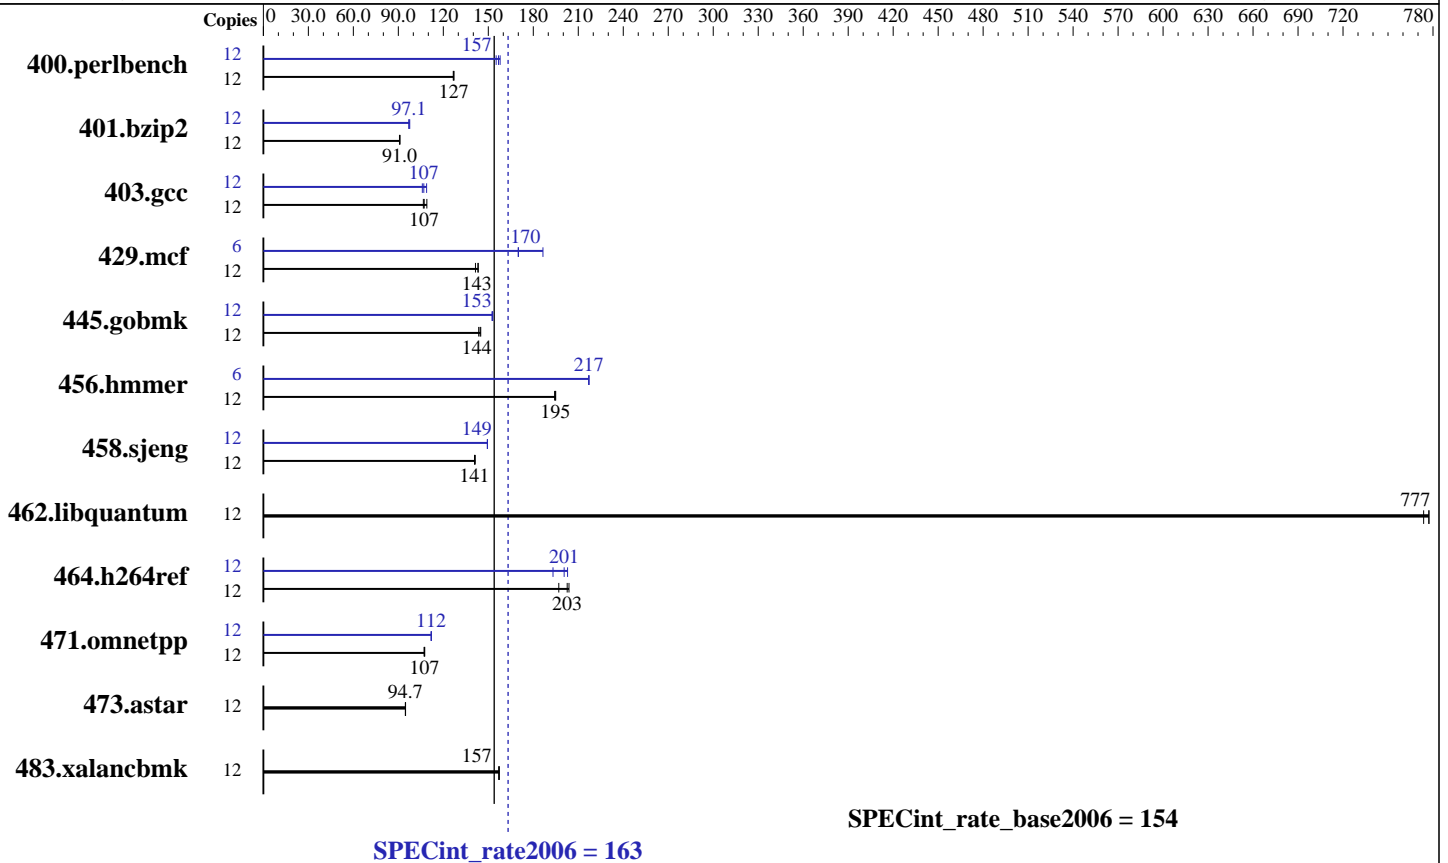 Copies 0 30.0 60.0 90.0 120 150 180 210 240 270 300 330 360 390 420 450 480 510 540 570 600 630 660 690 720 780
400.perlbench 12 157
12 127
401.bzip2 12 97.1
12 91.0
403.gcc 12 107
12 107
429.mcf 6 170
12 143
445.gobmk 12 153
12 144
456.hmmer 6 217
12 195
458.sjeng 12 149
12 141
462.libquantum 12 777
464.h264ref 12 201
12 203
471.omnetpp 12 112
12 107
473.astar 12 94.7
483.xalancbmk 12 157
SPECint_rate_base2006 = 154
SPECint_rate2006 = 163